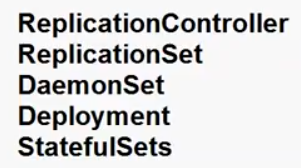 ReplicationController
ReplicationSet
DaemonSet
Deployment
StatefulSets